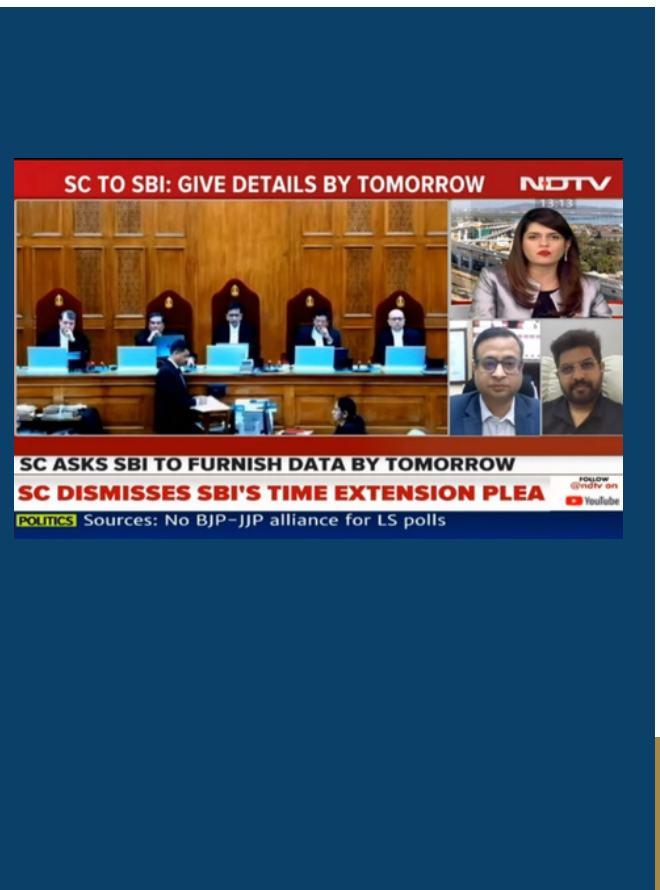 SC TO SBI: GIVE DETAILS BY TOMORROW
NDTV
13:13
SC ASKS SBI TO FURNISH DATA BY TOMORROW
SC DISMISSES SBI'S TIME EXTENSION PLEA
FOLLOW
@ndtv on
YouTube
POLITICS Sources: No BJP-JJP alliance for LS polls